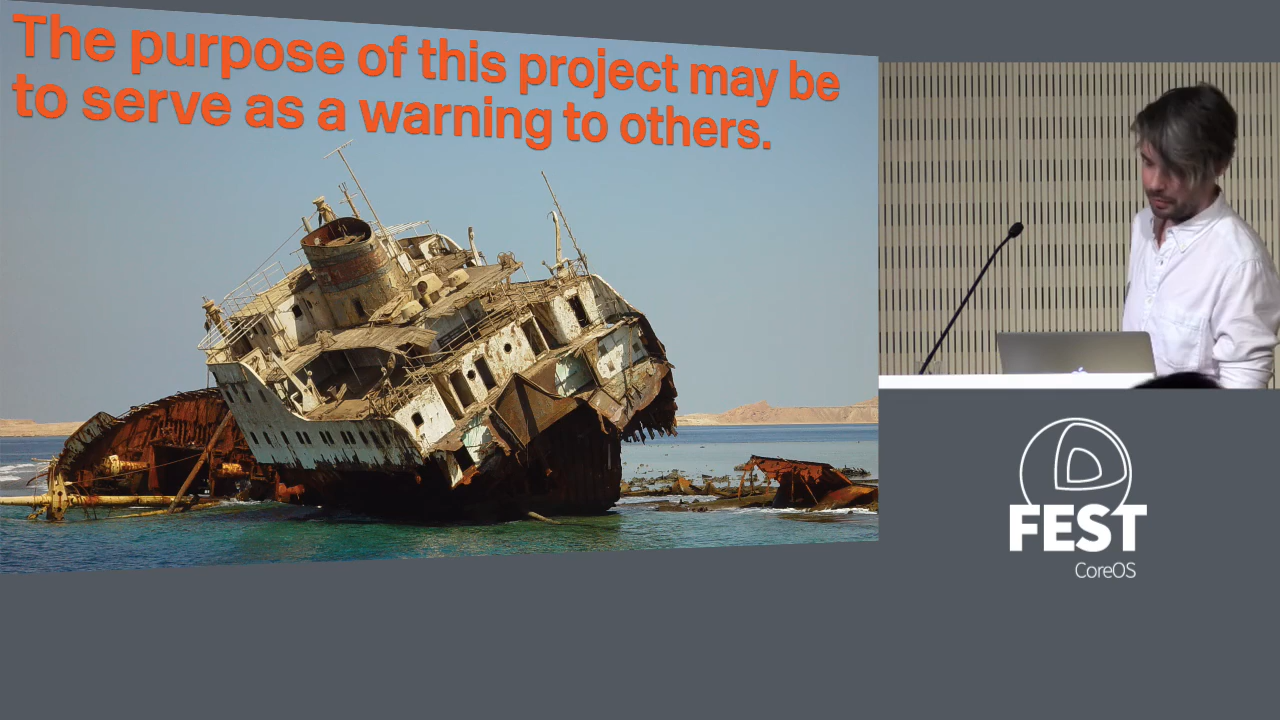 The purpose of this project may be
to serve as a warning to others.
FEST
CoreOS